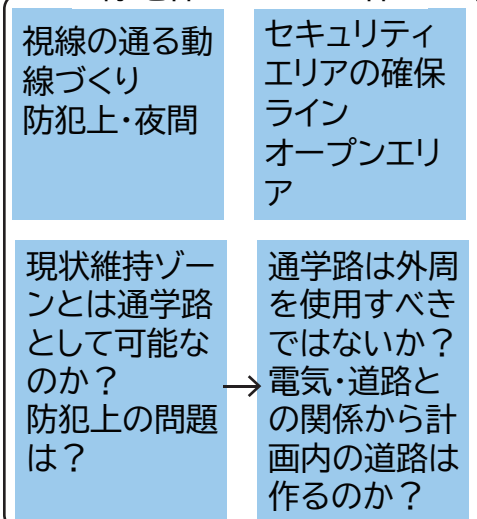 視線の通る動
線づくり
防犯上・夜間
セキュリティ
エリアの確保
ライン
オープンエリ
ア
現状維持ゾー
ンとは通学路
として可能な
のか？
防犯上の問題
は？
→
通学路は外周
を使用すべき
ではないか？
電気・道路と
の関係から計
画内の道路は
作るのか？